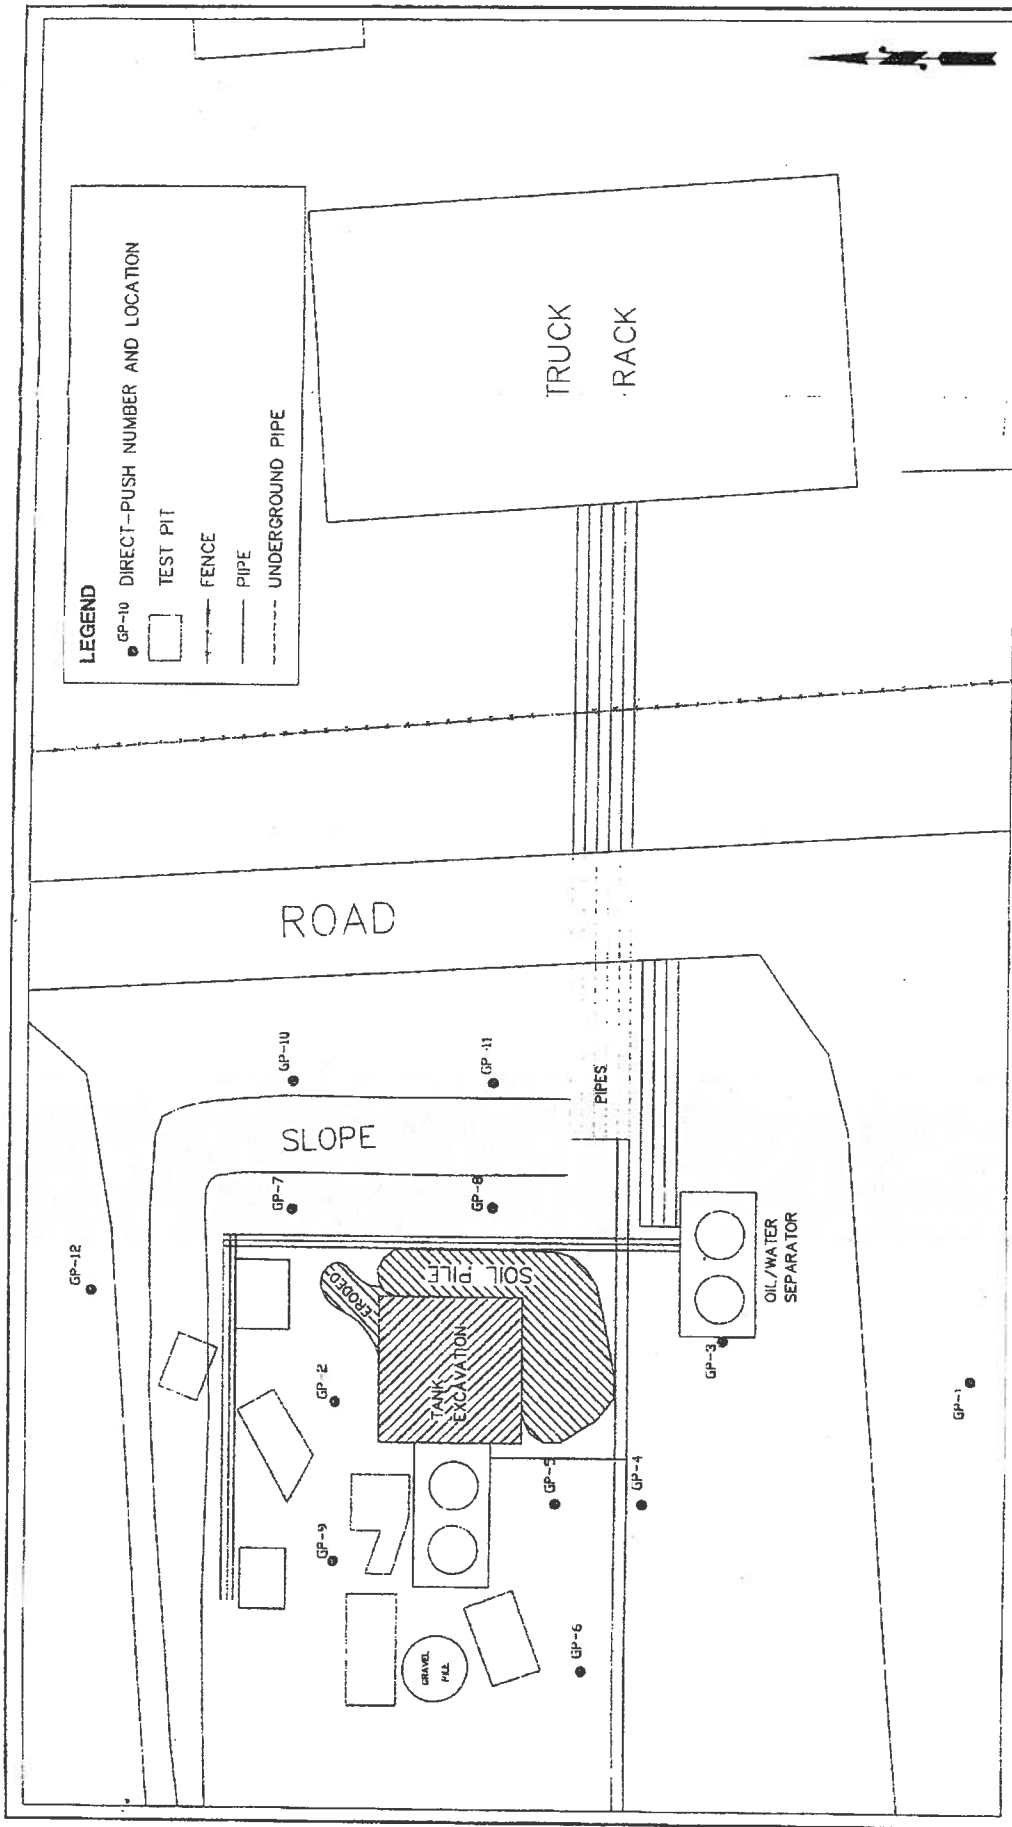 LEGEND
GP-10 DIRECT-PUSH NUMBER AND LOCATION
TEST PIT
FENCE
PIPE
UNDERGROUND PIPE
TRUCK
RACK
ROAD
SLOPE
PIPES
GP-12
GP-10
GP-11
GP-7
GP-8
GP-2
GP-9
GP-5
GP-4
GP-6
GP-3
GP-1
ERODED
SOIL PILE
TANK
EXCAVATION
GRAVEL
PILE
OIL/WATER
SEPARATOR